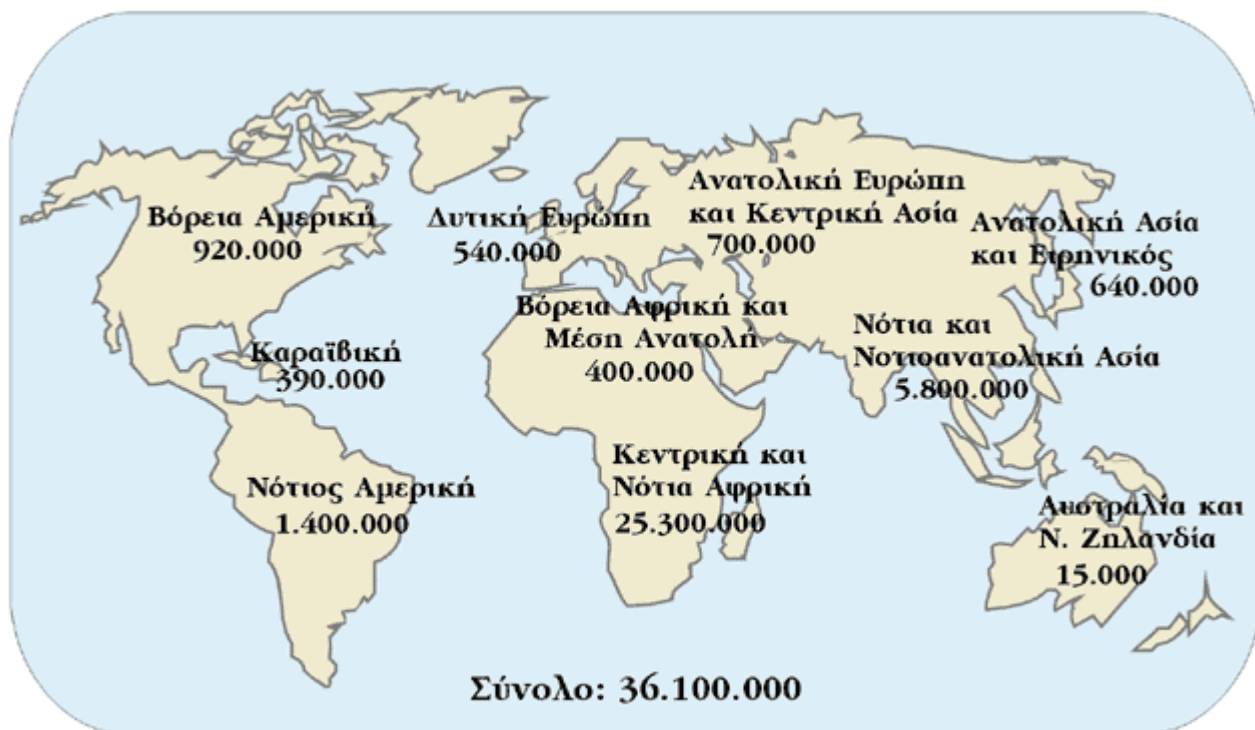 Βόρεια Αμερική
920.000
Δυτική Ευρώπη
540.000
Ανατολική Ευρώπη
και Κεντρική Ασία
700.000
Ανατολική Ασία
και Ειρηνικός
640.000
Καραϊβική
390.000
Βόρεια Αφρική και
Μέση Ανατολή
400.000
Νότια και
Νοτιοανατολική Ασία
5.800.000
Νότιος Αμερική
1.400.000
Κεντρική και
Νότια Αφρική
25.300.000
Αυστραλία και
Ν. Ζηλανδία
15.000
Σύνολο: 36.100.000